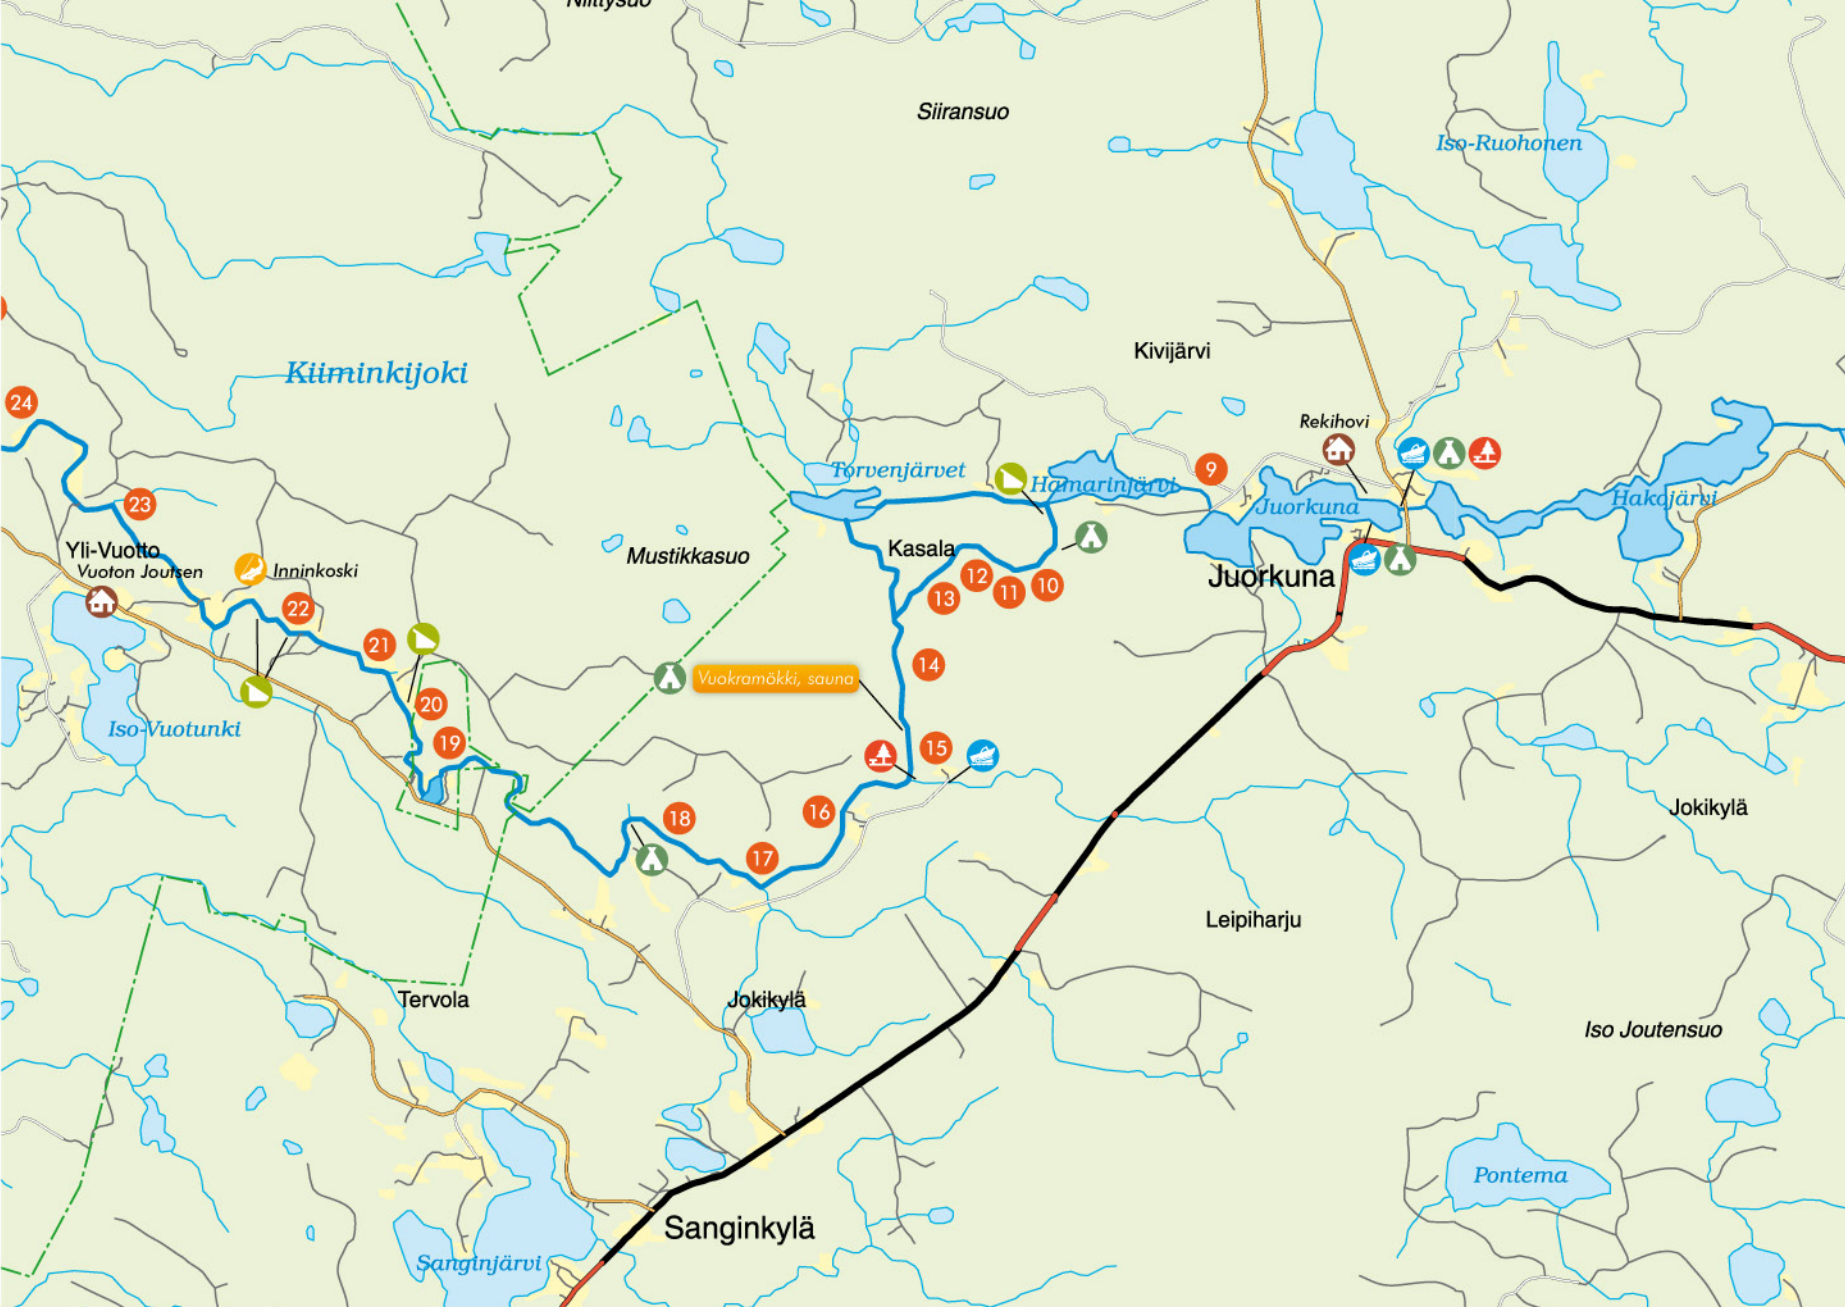 Niittysuo
Siiransuo
Iso-Ruohonen
Kiiminkijoki
Kivijärvi
24
Rekihovi
Torvenjärvet
Hamarinjärvi
9
Juorkuna
Hakojärvi
23
Yli-Vuotto
Vuoton Joutsen
Inninkoski
Mustikkasuo
Kasala
12
13
11
10
Juorkuna
22
21
14
Vuokramökki, sauna
20
Iso-Vuotunki
19
15
16
18
17
Jokikylä
Leipiharju
Tervola
Jokikylä
Iso Joutensuo
Pontema
Sanginkylä
Sanginjärvi